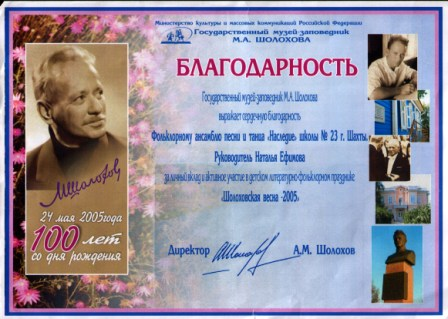 Министерство культуры и массовых коммуникаций Российской Федерации
Государственный музей-заповедник
М.А. ШОЛОХОВА
БЛАГОДАРНОСТЬ
Государственный музей-заповедник М.А. Шолохова
выражает сердечную благодарность
Фольклорному ансамблю песни и танца «Наследие» школы № 23 г. Шахты,
Руководитель Наталья Ефимова
за личный вклад и активное участие в детском литературно-фольклорном празднике
«Шолоховская весна -2005».
МШолохов
24 мая 2005года
100 лет
со дня рождения
Директор А.М. Шолохов